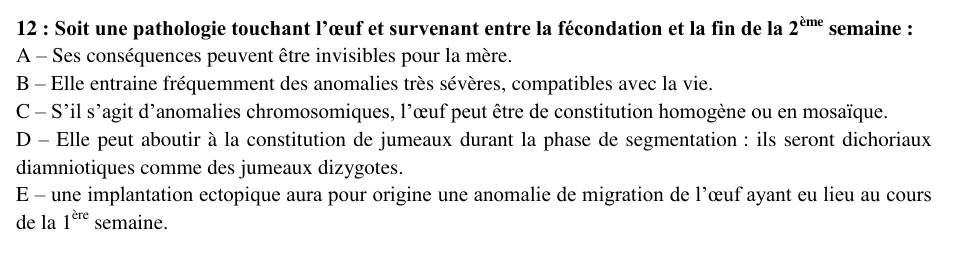 12 : Soit une pathologie touchant l’œuf et survenant entre la fécondation et la fin de la 2ème semaine :
A – Ses conséquences peuvent être invisibles pour la mère.
B – Elle entraine fréquemment des anomalies très sévères, compatibles avec la vie.
C – S’il s’agit d’anomalies chromosomiques, l’œuf peut être de constitution homogène ou en mosaïque.
D – Elle peut aboutir à la constitution de jumeaux durant la phase de segmentation : ils seront dichoriaux
diamniotiques comme des jumeaux dizygotes.
E – une implantation ectopique aura pour origine une anomalie de migration de l’œuf ayant eu lieu au cours
de la 1ère semaine.